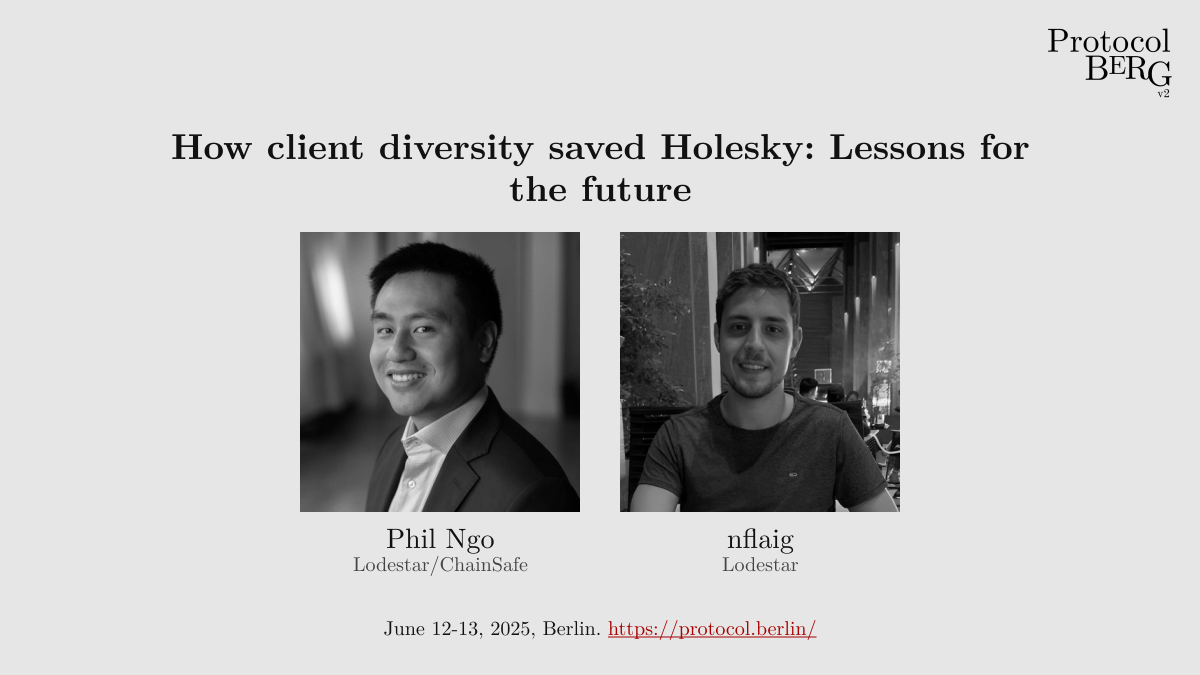 Protocol
BERG
v2
How client diversity saved Holesky: Lessons for
the future
Phil Ngo
Lodestar/ChainSafe
nflaig
Lodestar
June 12-13, 2025, Berlin. https://protocol.berlin/